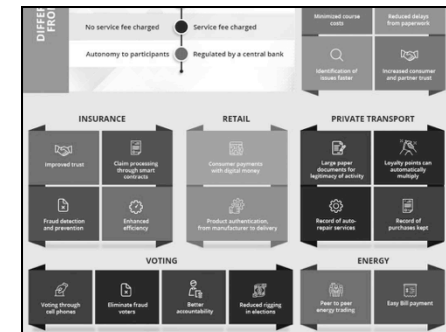 DIFFER
FROM
No service fee charged
Service fee charged
Autonomy to participants
Regulated by a central bank
Minimized course
costs
Reduced delays
from paperwork
Identification of
issues faster
Increased consumer
and partner trust
INSURANCE
Improved trust
Claim processing
through smart
contracts
Fraud detection
and prevention
Enhanced
efficiency
RETAIL
Consumer payments
with digital money
Product authentication,
from manufacturer to delivery
PRIVATE TRANSPORT
Large paper
documents for
legitimacy of activity
Loyalty points can
automatically
multiply
Record of auto-
repair services
Record of
purchases kept
VOTING
Voting through
cell phones
Eliminate fraud
voters
Better
accountability
Reduced rigging
in elections
ENERGY
Peer to peer
energy trading
Easy Bill payment